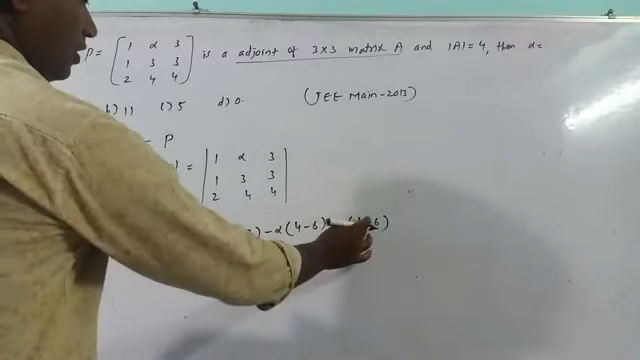 P = [ 1 α 3 ] is a adjoint of 3×3 matrix A and |A| = 4, then α =
1 3 3
2 4 4
b) 11 c) 5 d) 0. (JEE Main-2013)
- P
| = | 1 α 3 |
1 3 3
2 4 4
) - α(4-6)